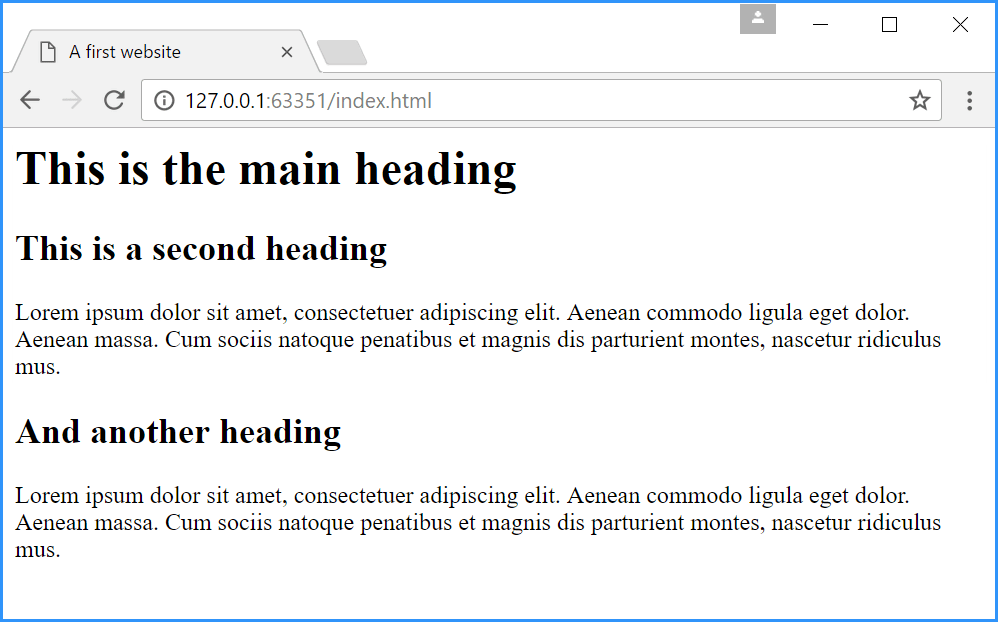 A first website
127.0.0.1:63351/index.html
This is the main heading
This is a second heading
Lorem ipsum dolor sit amet, consectetuer adipiscing elit. Aenean commodo ligula eget dolor.
Aenean massa. Cum sociis natoque penatibus et magnis dis parturient montes, nascetur ridiculus
mus.
And another heading
Lorem ipsum dolor sit amet, consectetuer adipiscing elit. Aenean commodo ligula eget dolor.
Aenean massa. Cum sociis natoque penatibus et magnis dis parturient montes, nascetur ridiculus
mus.